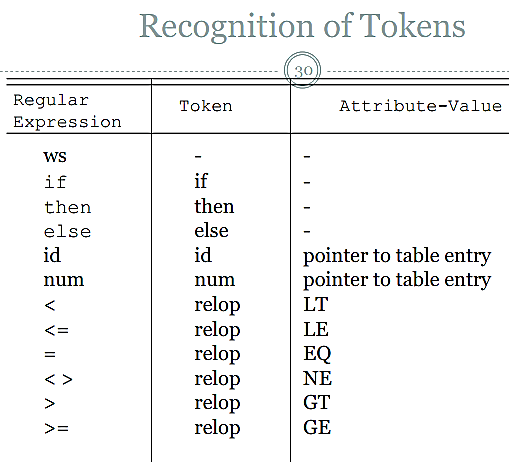 Recognition of Tokens
30
Regular Expression Token Attribute-Value
ws - -
if if -
then then -
else else -
id id pointer to table entry
num num pointer to table entry
< relop LT
<= relop LE
= relop EQ
< > relop NE
> relop GT
>= relop GE